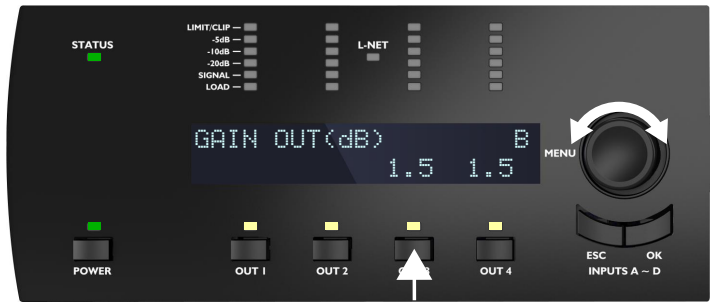 STATUS
LIMIT/CLIP
-5dB
-10dB
-20dB
SIGNAL
LOAD
L-NET
GAIN OUT(dB) B
1.5 1.5
MENU
ESC OK
INPUTS A ~ D
POWER
OUT 1
OUT 2
OUT 4